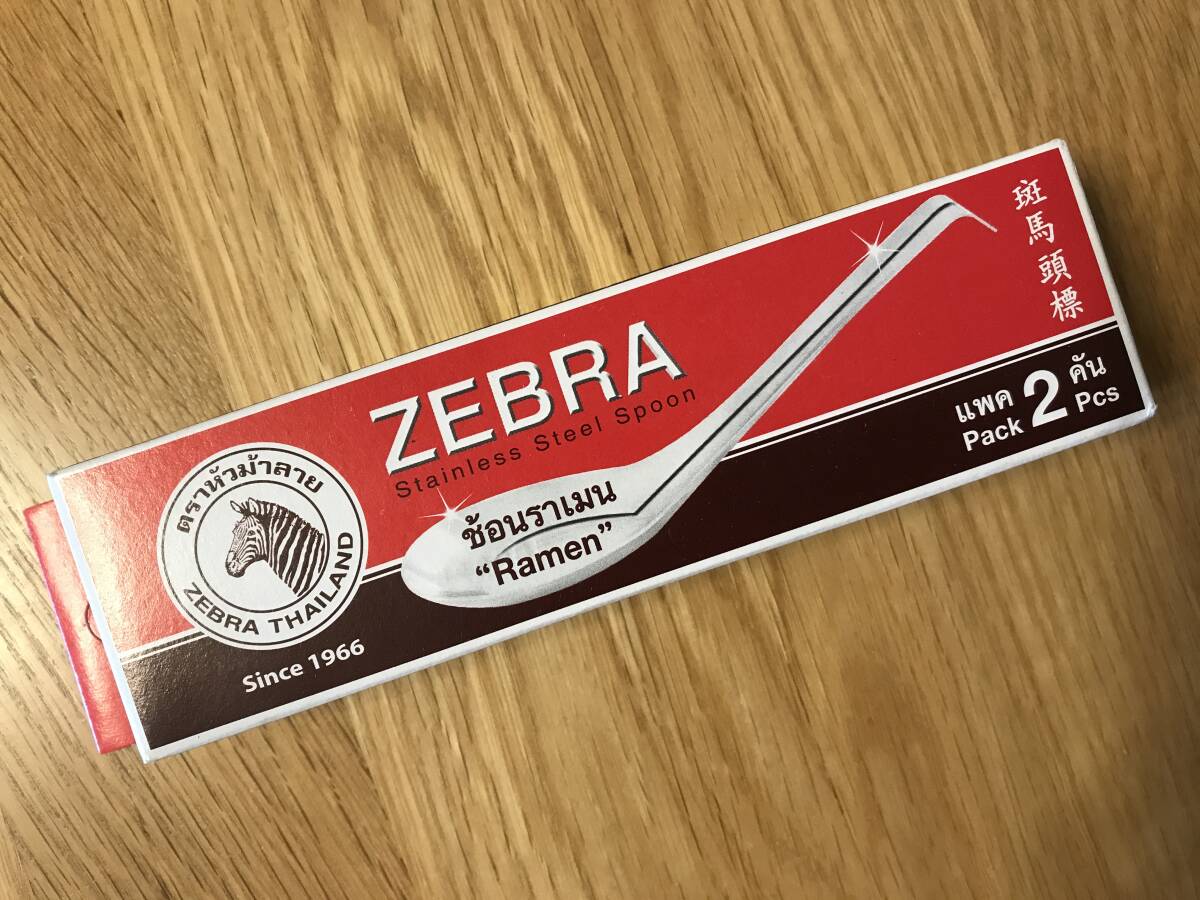 ZEBRA
Stainless Steel Spoon
ช้อนราเมน
“Ramen”
ตราหัวม้าลาย
ZEBRA THAILAND
Since 1966
斑馬頭標
แพค 2 คัน
Pack Pcs